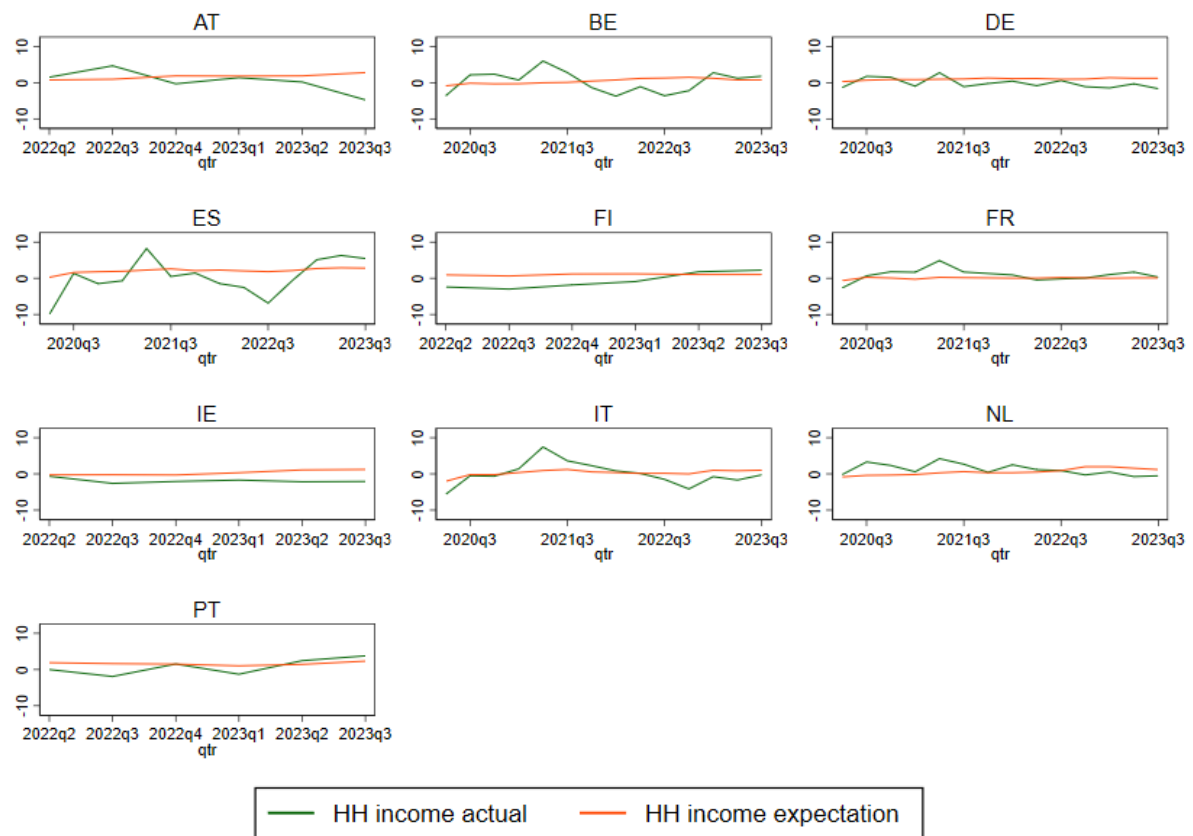 AT BE DE
10 10 10
0 0 0
-10 -10 -10
2022q2 2022q3 2022q4 2023q1 2023q2 2023q3 2020q3 2021q3 2022q3 2023q3 2020q3 2021q3 2022q3 2023q3
qtr qtr qtr
ES FI FR
10 10 10
0 0 0
-10 -10 -10
2020q3 2021q3 2022q3 2023q3 2022q2 2022q3 2022q4 2023q1 2023q2 2023q3 2020q3 2021q3 2022q3 2023q3
qtr qtr qtr
IE IT NL
10 10 10
0 0 0
-10 -10 -10
2022q2 2022q3 2022q4 2023q1 2023q2 2023q3 2020q3 2021q3 2022q3 2023q3 2020q3 2021q3 2022q3 2023q3
qtr qtr qtr
PT
10
0
-10
2022q2 2022q3 2022q4 2023q1 2023q2 2023q3
qtr
HH income actual HH income expectation